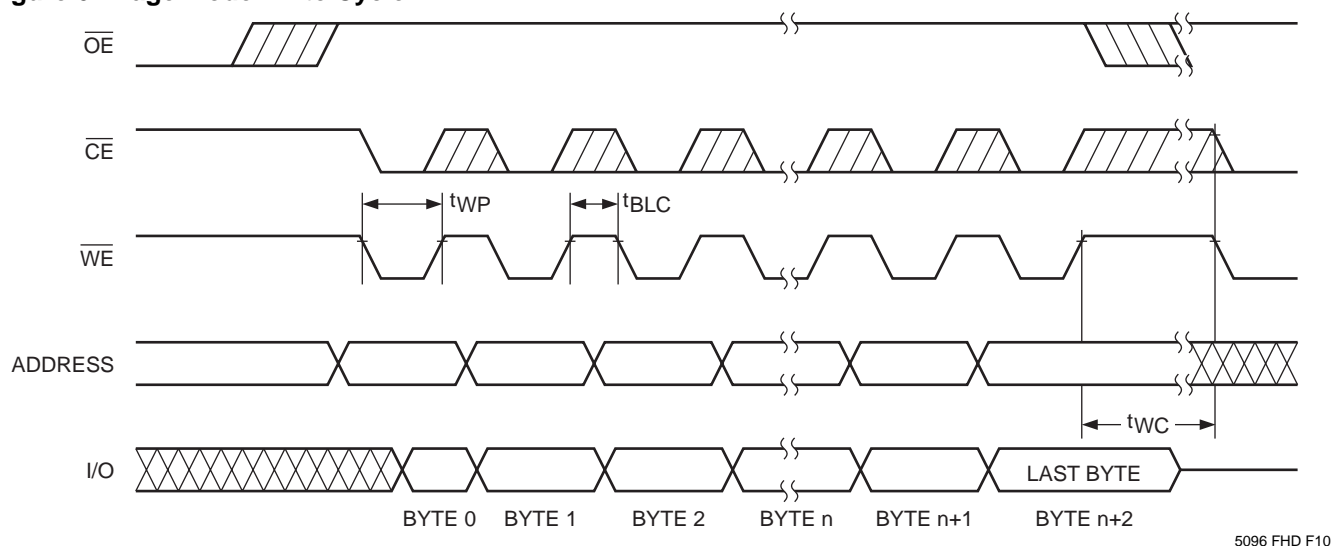 OE
CE
tWP
tBLC
WE
ADDRESS
tWC
I/O
LAST BYTE
BYTE 0 BYTE 1 BYTE 2 BYTE n BYTE n+1 BYTE n+2
5096 FHD F10